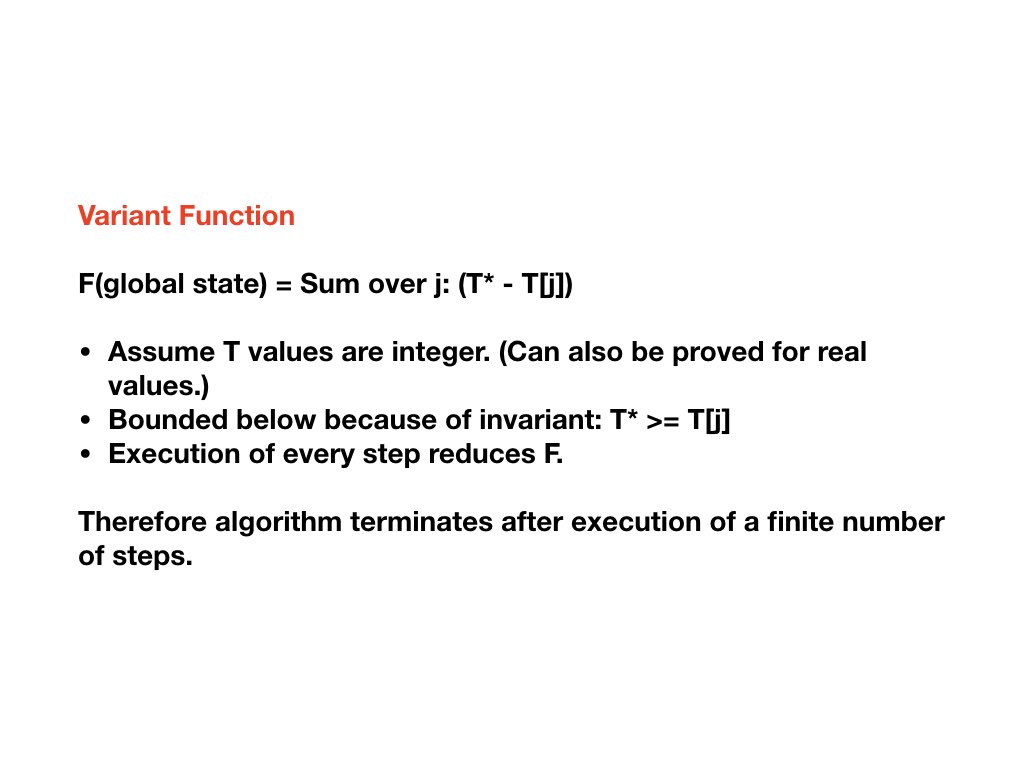 Variant Function
F(global state) = Sum over j: (T* - T[j])
• Assume T values are integer. (Can also be proved for real
values.)
• Bounded below because of invariant: T* >= T[j]
• Execution of every step reduces F.
Therefore algorithm terminates after execution of a finite number
of steps.